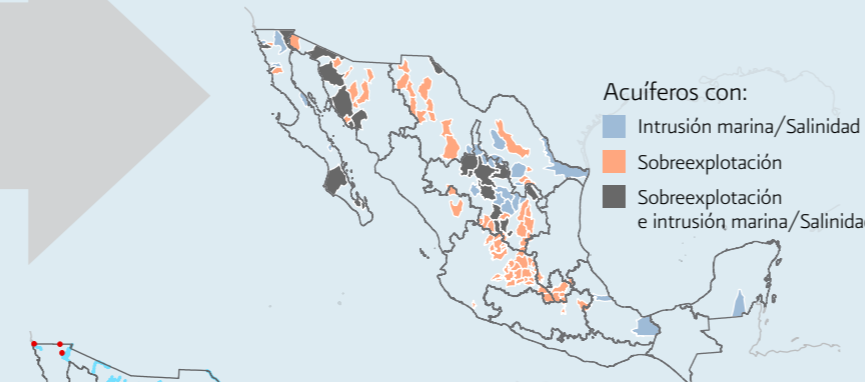 Acuíferos con:
Intrusión marina/Salinidad
Sobreexplotación
Sobreexplotación
e intrusión marina/Salinidad